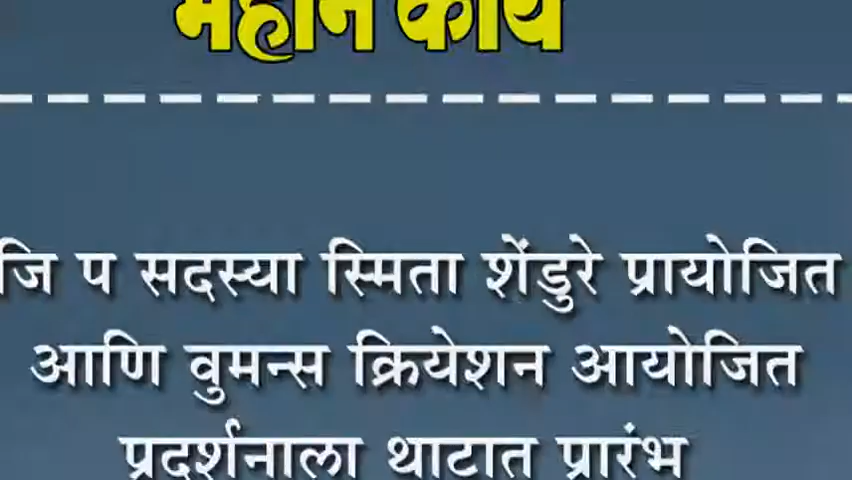 महान कार्य
जि प सदस्या स्मिता शेंडुरे प्रायोजित
आणि वुमन्स क्रियेशन आयोजित
प्रदर्शनाला थाटात प्रारंभ